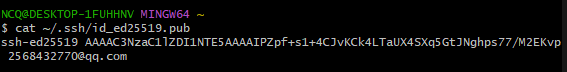 NCQ@DESKTOP-1FUHHNV MINGW64 ~
$ cat ~/.ssh/id_ed25519.pub
ssh-ed25519 AAAAC3NzaC1lZDI1NTE5AAAAIPZpf+s1+4CJvKCk4LTaUX4SXq5GtJNghps77/M2EKvp
2568432770@qq.com